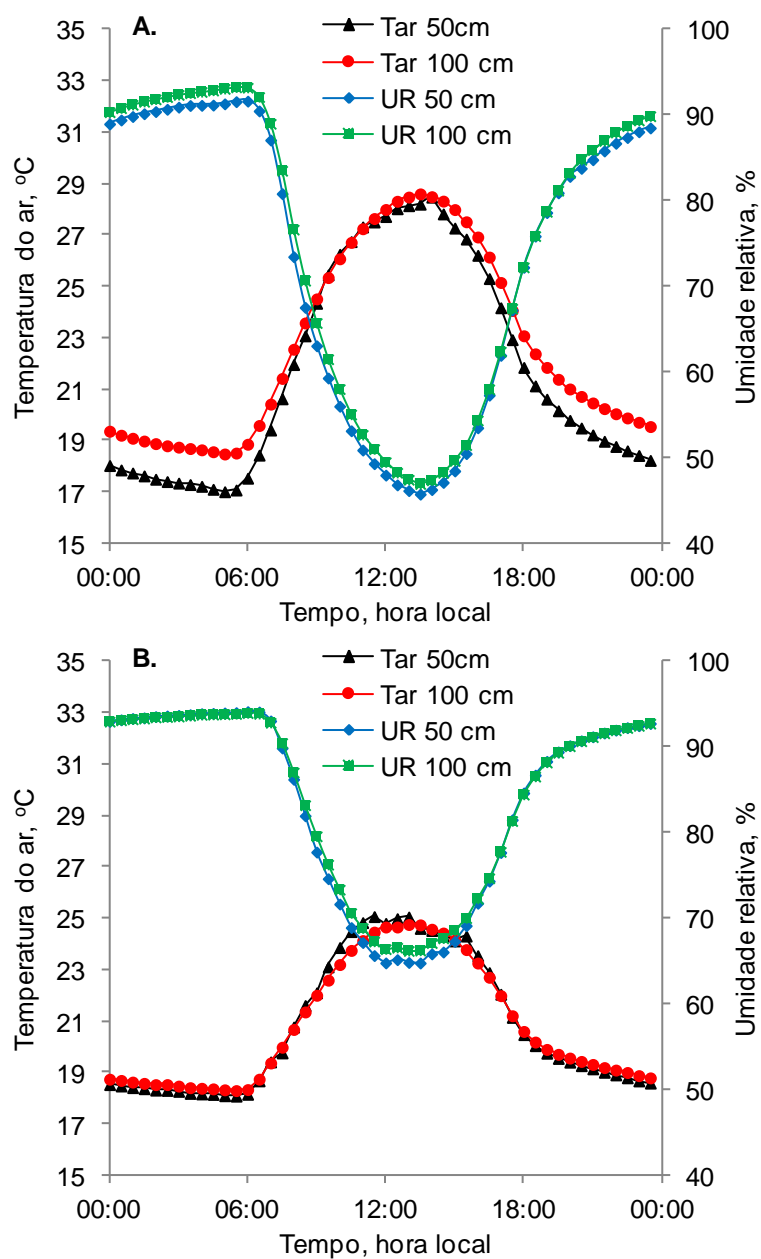 A.
Tar 50cm
Tar 100 cm
UR 50 cm
UR 100 cm
35
33
31
29
27
25
23
21
19
17
15
Temperatura do ar, ºC
100
90
80
70
60
50
40
Umidade relativa, %
00:00 06:00 12:00 18:00 00:00
Tempo, hora local
B.
Tar 50cm
Tar 100 cm
UR 50 cm
UR 100 cm
35
33
31
29
27
25
23
21
19
17
15
Temperatura do ar, ºC
100
90
80
70
60
50
40
Umidade relativa, %
00:00 06:00 12:00 18:00 00:00
Tempo, hora local